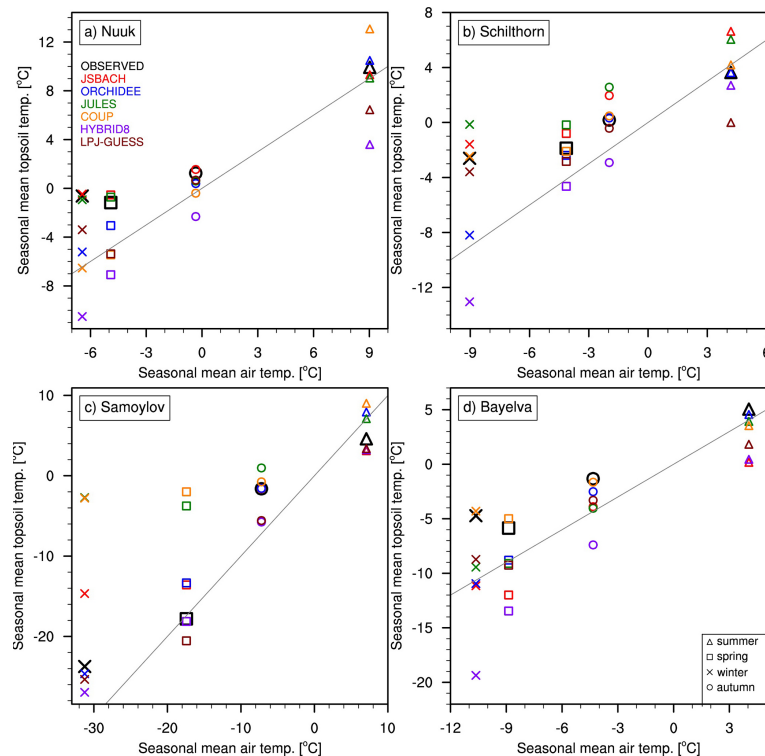 a) Nuuk
OBSERVED
JSBACH
ORCHIDEE
JULES
COUP
HYBRID8
LPJ-GUESS
Seasonal mean topsoil temp. [°C]
12
8
4
0
-4
-8
-6 -3 0 3 6 9
Seasonal mean air temp. [°C]
b) Schilthorn
Seasonal mean topsoil temp. [°C]
8
4
0
-4
-8
-12
-9 -6 -3 0 3 6
Seasonal mean air temp. [°C]
c) Samoylov
Seasonal mean topsoil temp. [°C]
10
0
-10
-20
-30 -20 -10 0 10
Seasonal mean air temp. [°C]
d) Bayelva
Seasonal mean topsoil temp. [°C]
5
0
-5
-10
-15
-20
-12 -9 -6 -3 0 3
Seasonal mean air temp. [°C]
summer
spring
winter
autumn